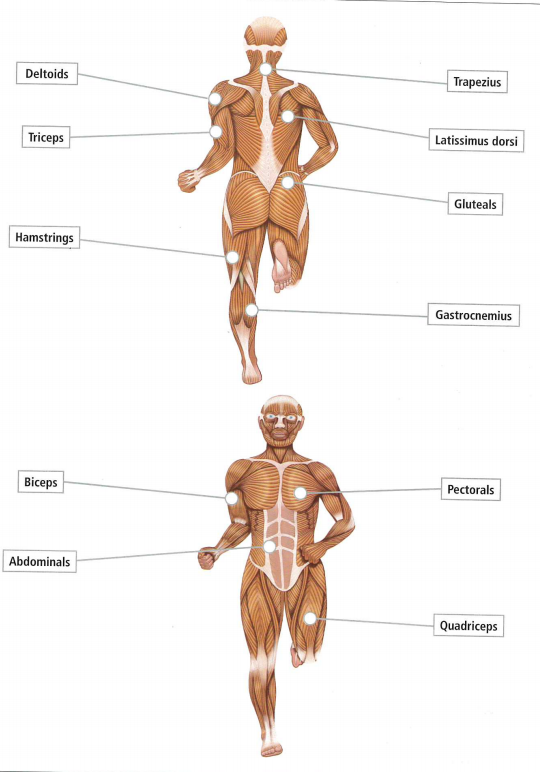 Deltoids
Trapezius
Triceps
Latissimus dorsi
Gluteals
Hamstrings
Gastrocnemius
Biceps
Pectorals
Abdominals
Quadriceps